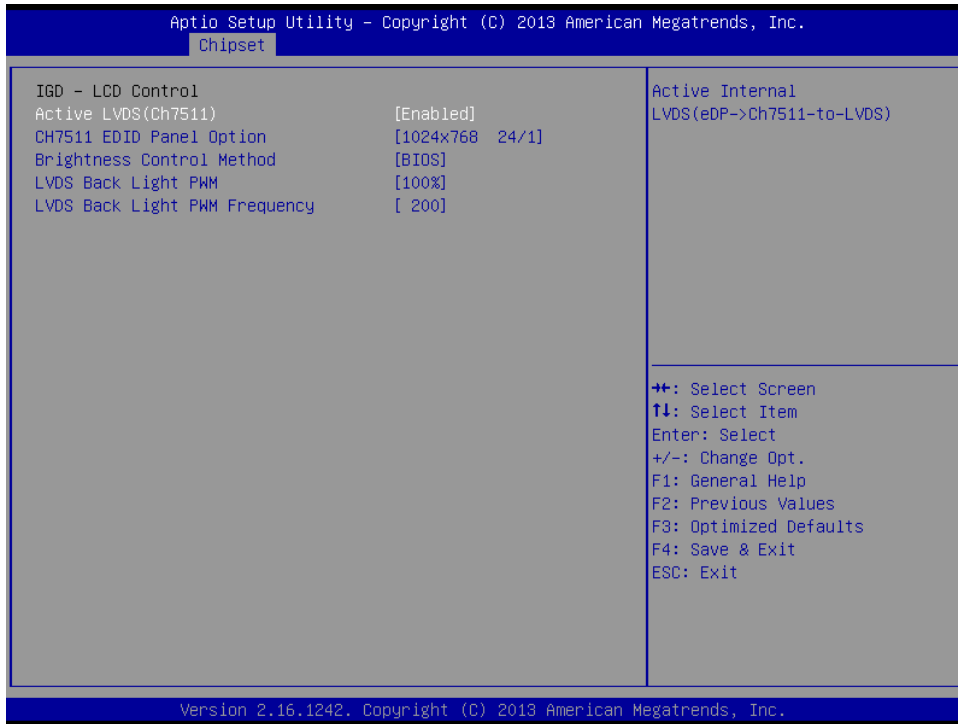 Aptio Setup Utility – Copyright (C) 2013 American Megatrends, Inc.
Chipset
IGD – LCD Control
Active LVDS(Ch7511) [Enabled]
CH7511 EDID Panel Option [1024x768 24/1]
Brightness Control Method [BIOS]
LVDS Back Light PWM [100%]
LVDS Back Light PWM Frequency [ 200]
Active Internal
LVDS(eDP->Ch7511-to-LVDS)
→←: Select Screen
↑↓: Select Item
Enter: Select
+/-: Change Opt.
F1: General Help
F2: Previous Values
F3: Optimized Defaults
F4: Save & Exit
ESC: Exit
Version 2.16.1242. Copyright (C) 2013 American Megatrends, Inc.